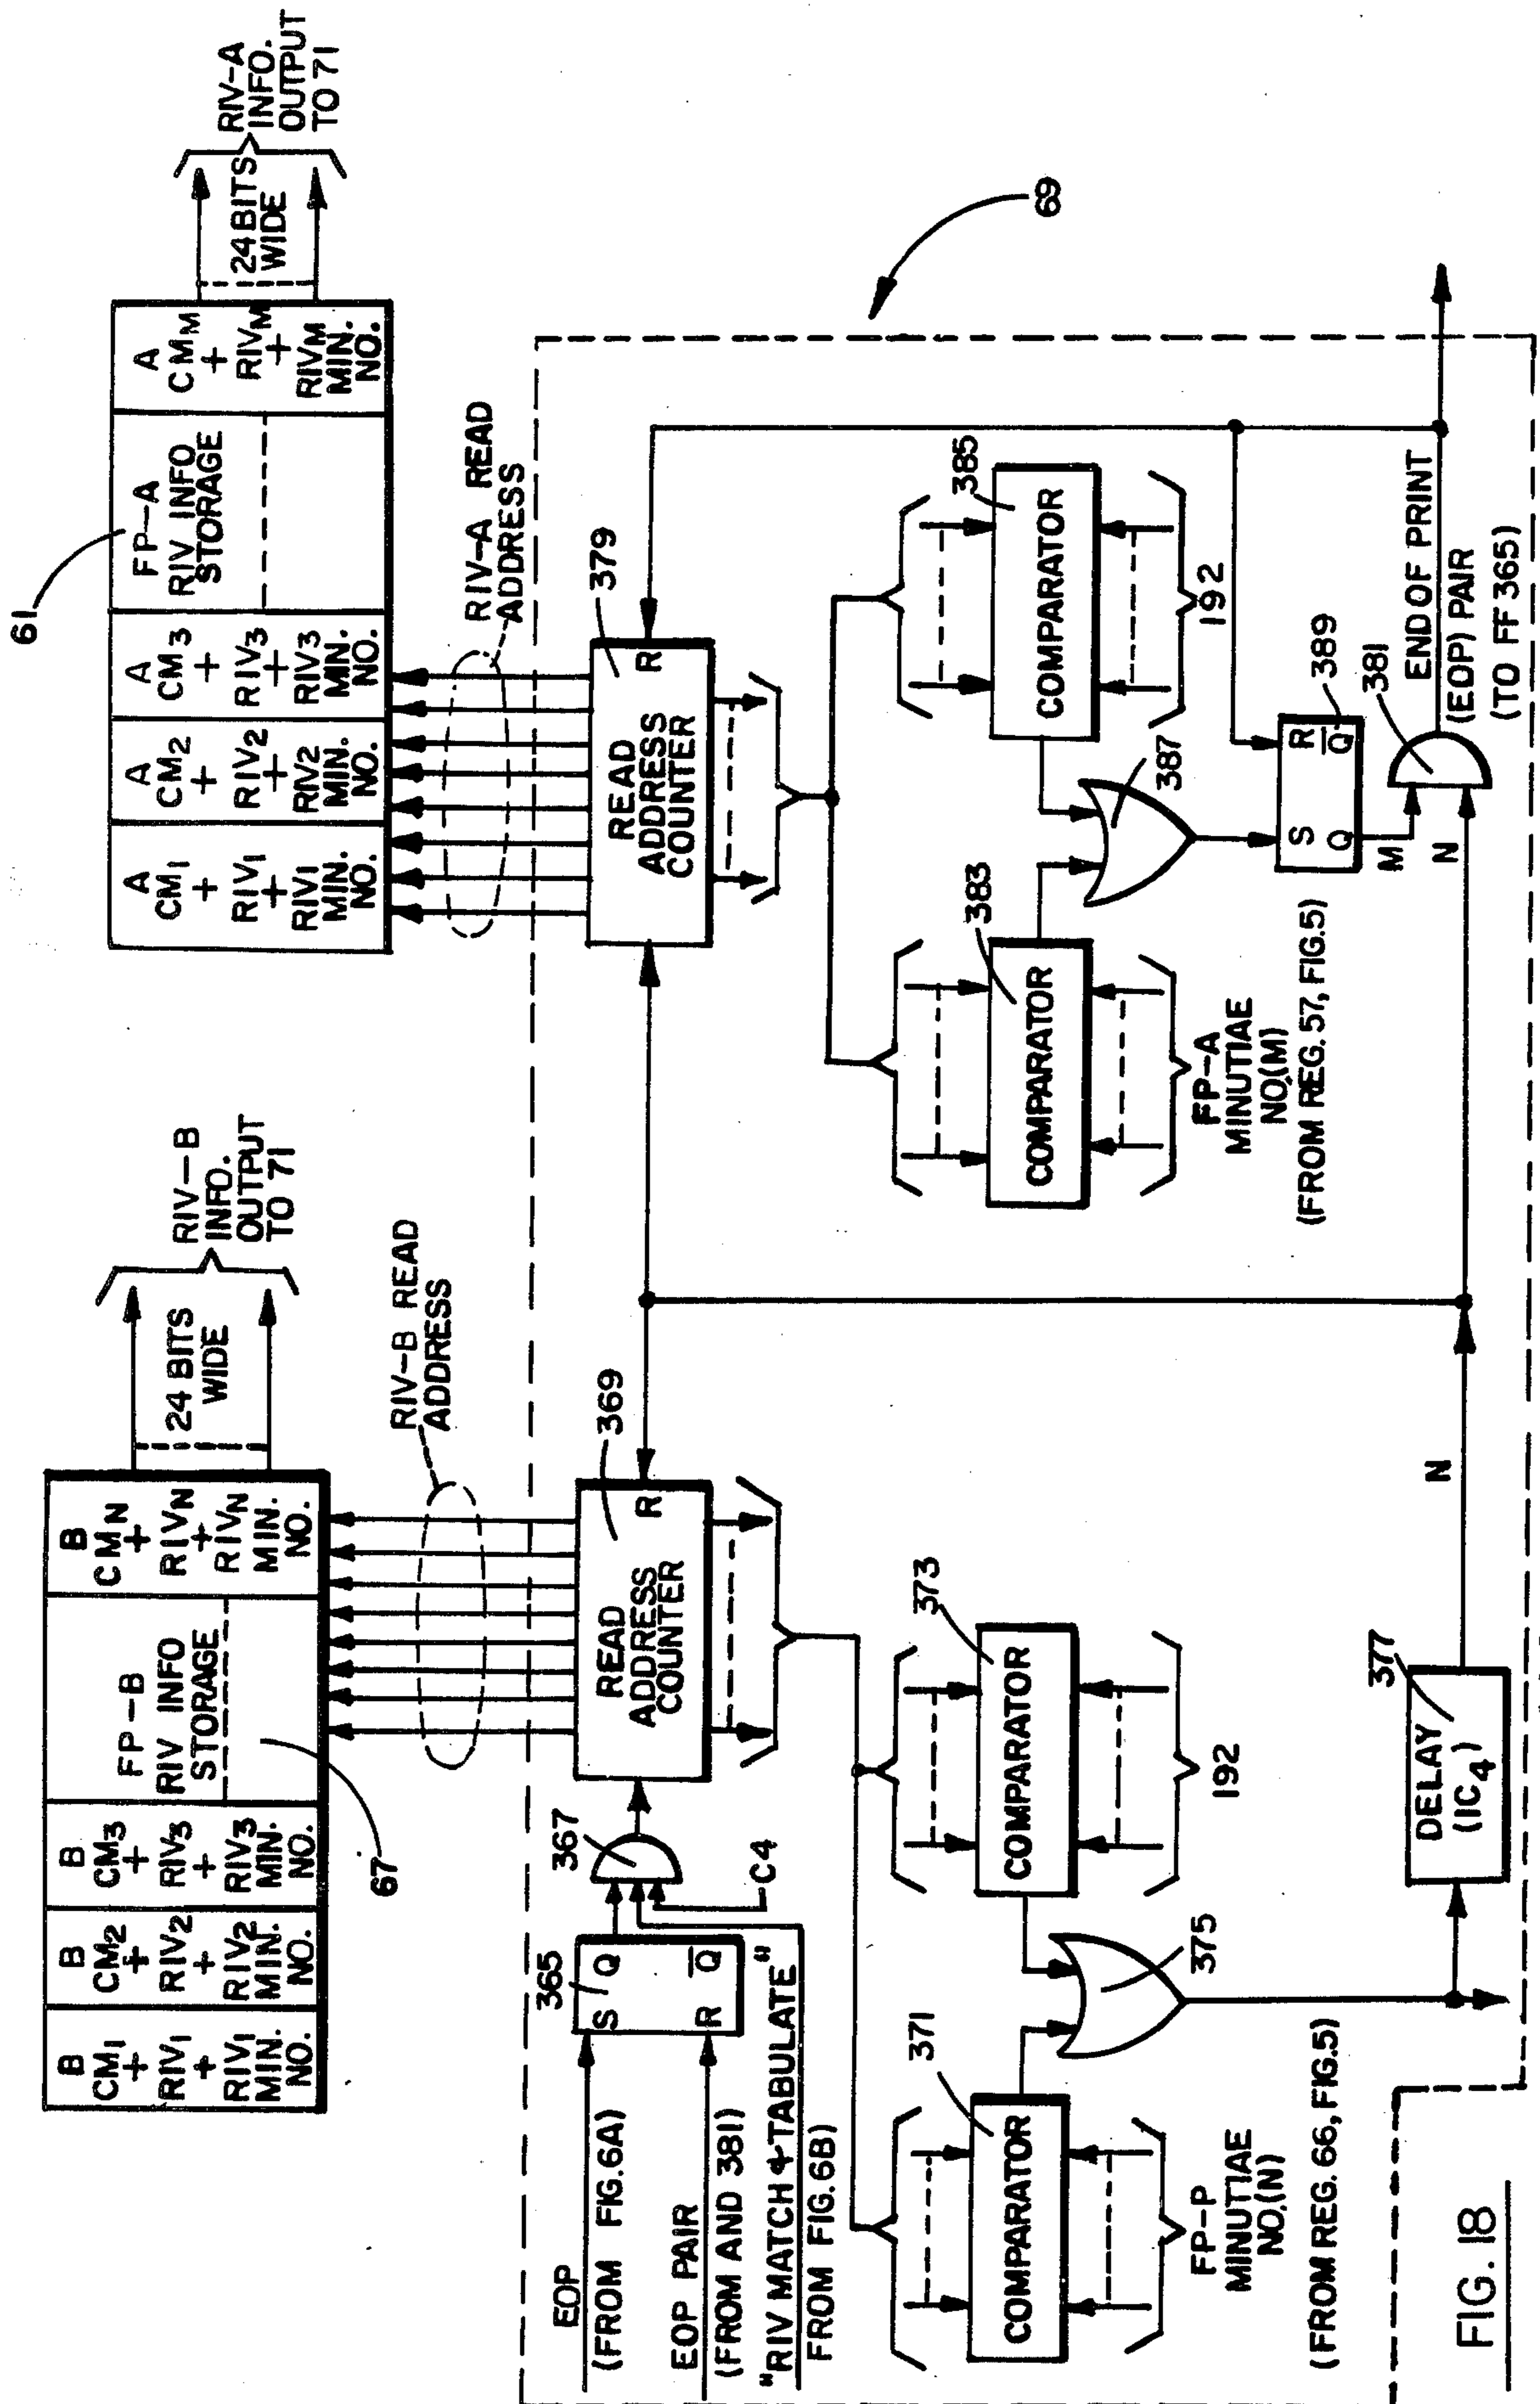 B
CM1
+
RIV1
+
RIV1
MIN.
NO.
B
CM2
+
RIV2
+
RIV2
MIN.
NO.
B
CM3
+
RIV3
+
RIV3
MIN.
NO.
FP-B
RIV INFO
STORAGE
67
B
CMN
+
RIVN
+
RIVN
MIN.
NO.
24 BITS
WIDE
RIV-B
INFO.
OUTPUT
TO 71
RIV-B READ
ADDRESS
61
A
CM1
+
RIV1
+
RIV1
MIN.
NO.
A
CM2
+
RIV2
+
RIV2
MIN.
NO.
A
CM3
+
RIV3
+
RIV3
MIN.
NO.
FP-A
RIV INFO
STORAGE
A
CMM
+
RIVM
+
RIVM
MIN.
NO.
24 BITS
WIDE
RIV-A
INFO.
OUTPUT
TO 71
RIV-A READ
ADDRESS
69
EOP
(FROM FIG.6A)
EOP PAIR
(FROM AND 381)
"RIV MATCH & TABULATE"
FROM FIG.6B)
365
S Q
R Q
367
C4
READ
ADDRESS
COUNTER
R
369
READ
ADDRESS
COUNTER
R
379
371
COMPARATOR
FP-P
MINUTIAE
NO.(N)
(FROM REG. 66, FIG.5)
373
COMPARATOR
192
375
377
DELAY
(IC4)
N
383
COMPARATOR
FP-A
MINUTIAE
NO.(M)
(FROM REG. 57, FIG.5)
385
COMPARATOR
192
387
389
S R
Q Q
M
N
381
END OF PRINT
(EOP) PAIR
(TO FF 365)
FIG. 18